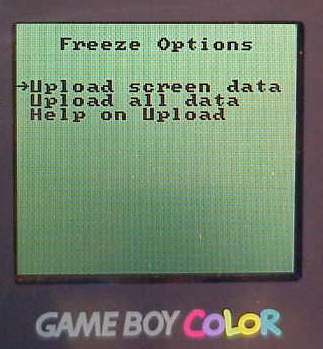 Freeze Options
→Upload screen data
Upload all data
Help on Upload
GAME BOY COLOR